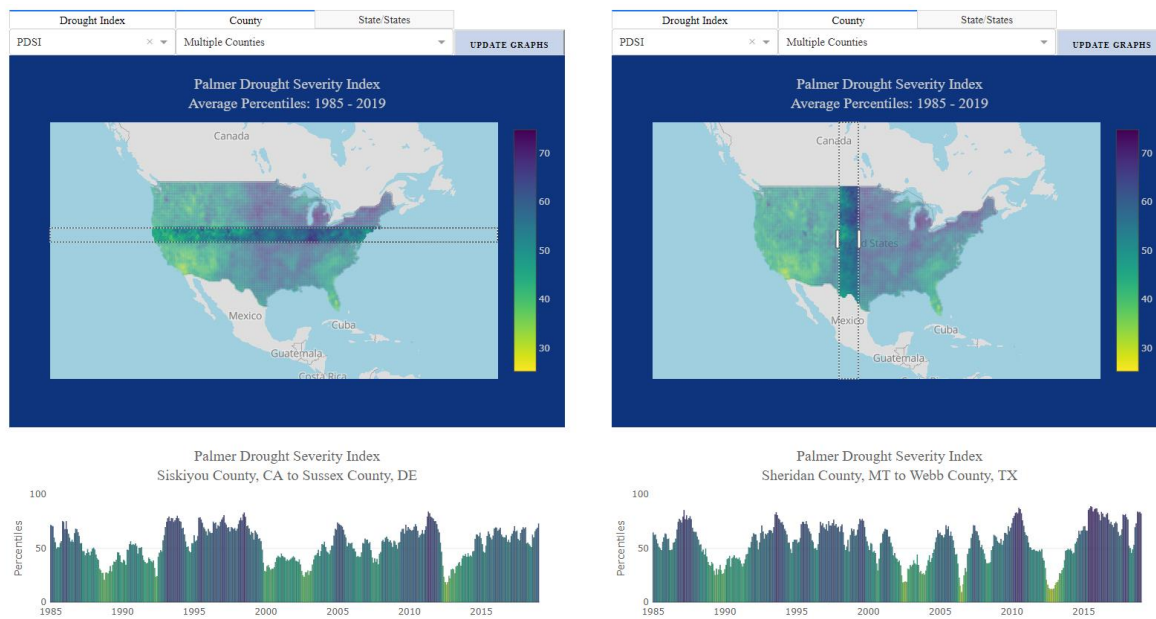 Drought Index County State/States
PDSI × Multiple Counties UPDATE GRAPHS
Palmer Drought Severity Index
Average Percentiles: 1985 - 2019
Canada
Mexico
Cuba
Guatemala
Costa Rica
70
60
50
40
30
Palmer Drought Severity Index
Siskiyou County, CA to Sussex County, DE
Percentiles
100
50
0
1985 1990 1995 2000 2005 2010 2015
Drought Index County State/States
PDSI × Multiple Counties UPDATE GRAPHS
Palmer Drought Severity Index
Average Percentiles: 1985 - 2019
Canada
d States
Mexico
Cuba
Guatemala
70
60
50
40
30
Palmer Drought Severity Index
Sheridan County, MT to Webb County, TX
Percentiles
100
50
0
1985 1990 1995 2000 2005 2010 2015